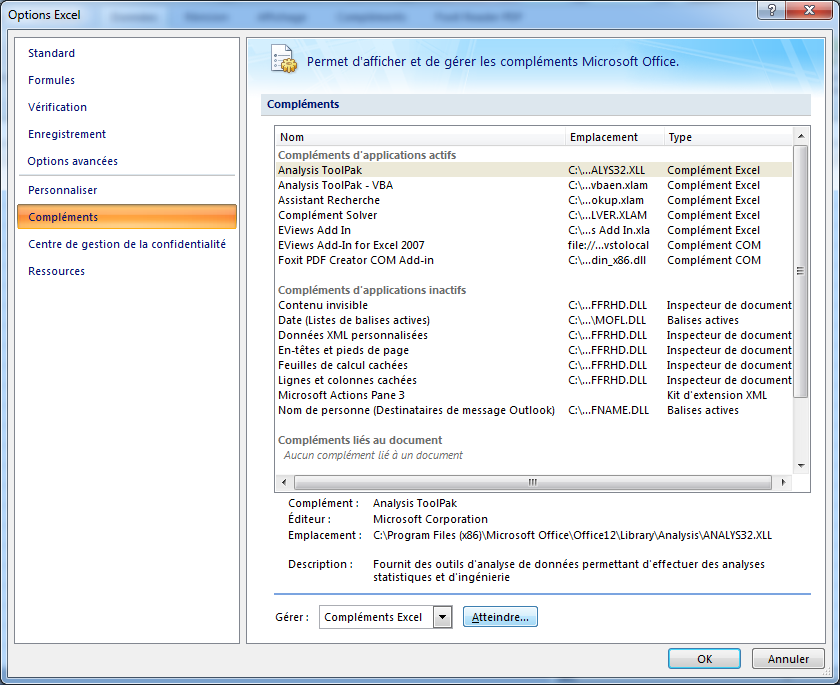 Options Excel
Standard
Formules
Vérification
Enregistrement
Options avancées
Personnaliser
Compléments
Centre de gestion de la confidentialité
Ressources
Permet d'afficher et de gérer les compléments Microsoft Office.
Compléments
Nom Emplacement Type
Compléments d'applications actifs
Analysis ToolPak C:\...ALYS32.XLL Complément Excel
Analysis ToolPak - VBA C:\...vbaen.xlam Complément Excel
Assistant Recherche C:\...okup.xlam Complément Excel
Complément Solver C:\...LVER.XLAM Complément Excel
EViews Add In C:\...s Add In.xla Complément Excel
EViews Add-In for Excel 2007 file://...vstolocal Complément COM
Foxit PDF Creator COM Add-in C:\...din_x86.dll Complément COM
Compléments d'applications inactifs
Contenu invisible C:\...FFRHD.DLL Inspecteur de document
Date (Listes de balises actives) C:\...\MOFL.DLL Balises actives
Données XML personnalisées C:\...FFRHD.DLL Inspecteur de document
En-têtes et pieds de page C:\...FFRHD.DLL Inspecteur de document
Feuilles de calcul cachées C:\...FFRHD.DLL Inspecteur de document
Lignes et colonnes cachées C:\...FFRHD.DLL Inspecteur de document
Microsoft Actions Pane 3 Kit d'extension XML
Nom de personne (Destinataires de message Outlook) C:\...FNAME.DLL Balises actives
Compléments liés au document
Aucun complément lié à un document
Complément : Analysis ToolPak
Éditeur : Microsoft Corporation
Emplacement : C:\Program Files (x86)\Microsoft Office\Office12\Library\Analysis\ANALYS32.XLL
Description : Fournit des outils d'analyse de données permettant d'effectuer des analyses
statistiques et d'ingénierie
Gérer : Compléments Excel Atteindre...
OK Annuler